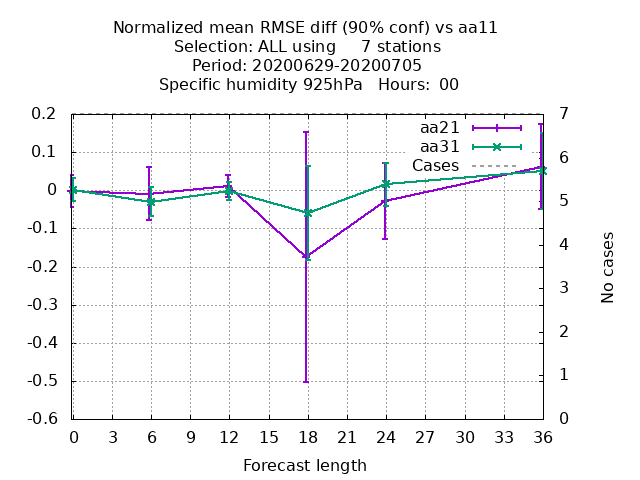 Normalized mean RMSE diff (90% conf) vs aa11
Selection: ALL using     7 stations
Period: 20200629-20200705
Specific humidity 925hPa   Hours:  00
0.2
0.1
0
-0.1
-0.2
-0.3
-0.4
-0.5
-0.6
aa21
aa31
Cases
7
6
5
4
3
2
1
0
No cases
0 3 6 9 12 15 18 21 24 27 30 33 36
Forecast length